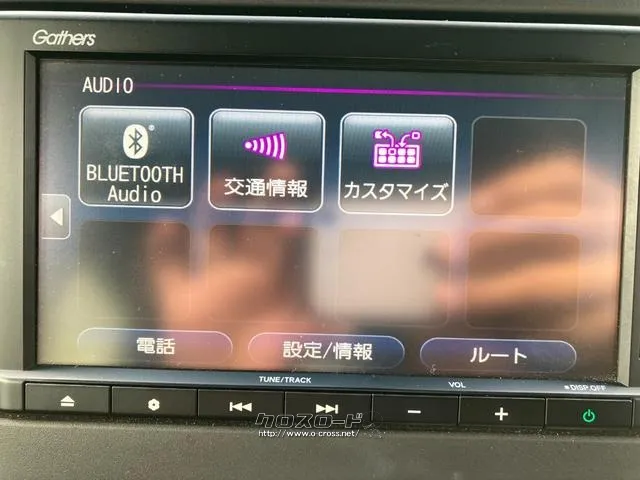 Gathers
AUDIO
BLUETOOTH
Audio
交通情報
カスタマイズ
電話
設定/情報
ルート
TUNE/TRACK
VOL
DISP.OFF
クロスロード
http://www.o-cross.net/